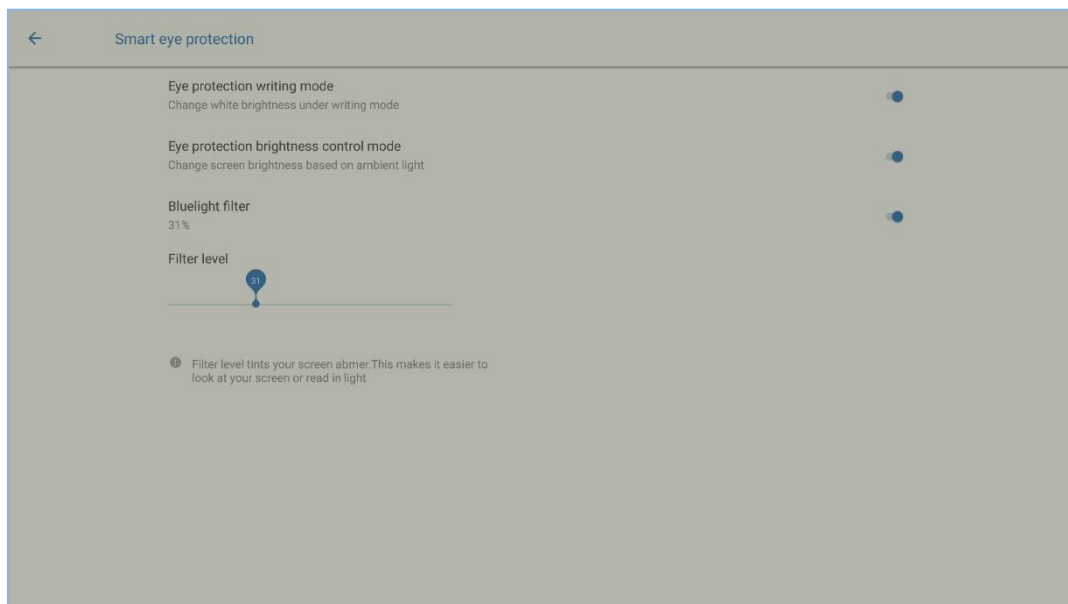 Smart eye protection
Eye protection writing mode
Change white brightness under writing mode
Eye protection brightness control mode
Change screen brightness based on ambient light
Bluelight filter
31%
Filter level
31
Filter level tints your screen abmer.This makes it easier to
look at your screen or read in light